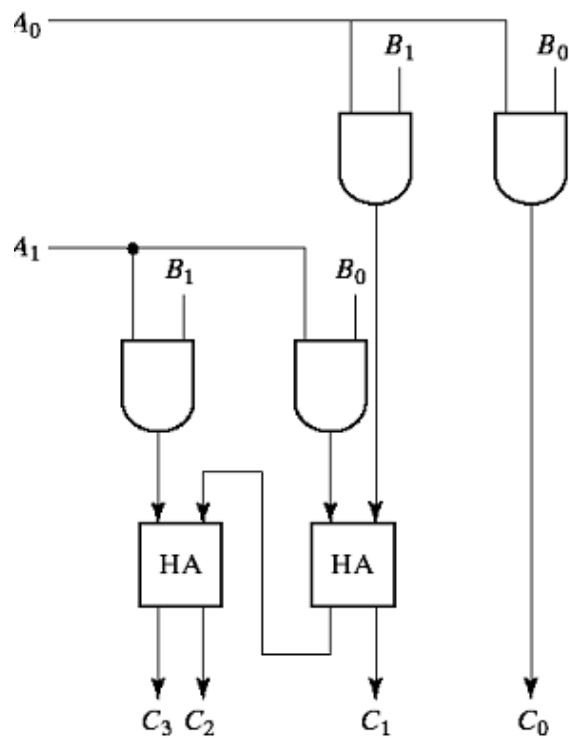 A₀
B₁ B₀
A₁
B₁ B₀
HA HA
C₃ C₂ C₁ C₀